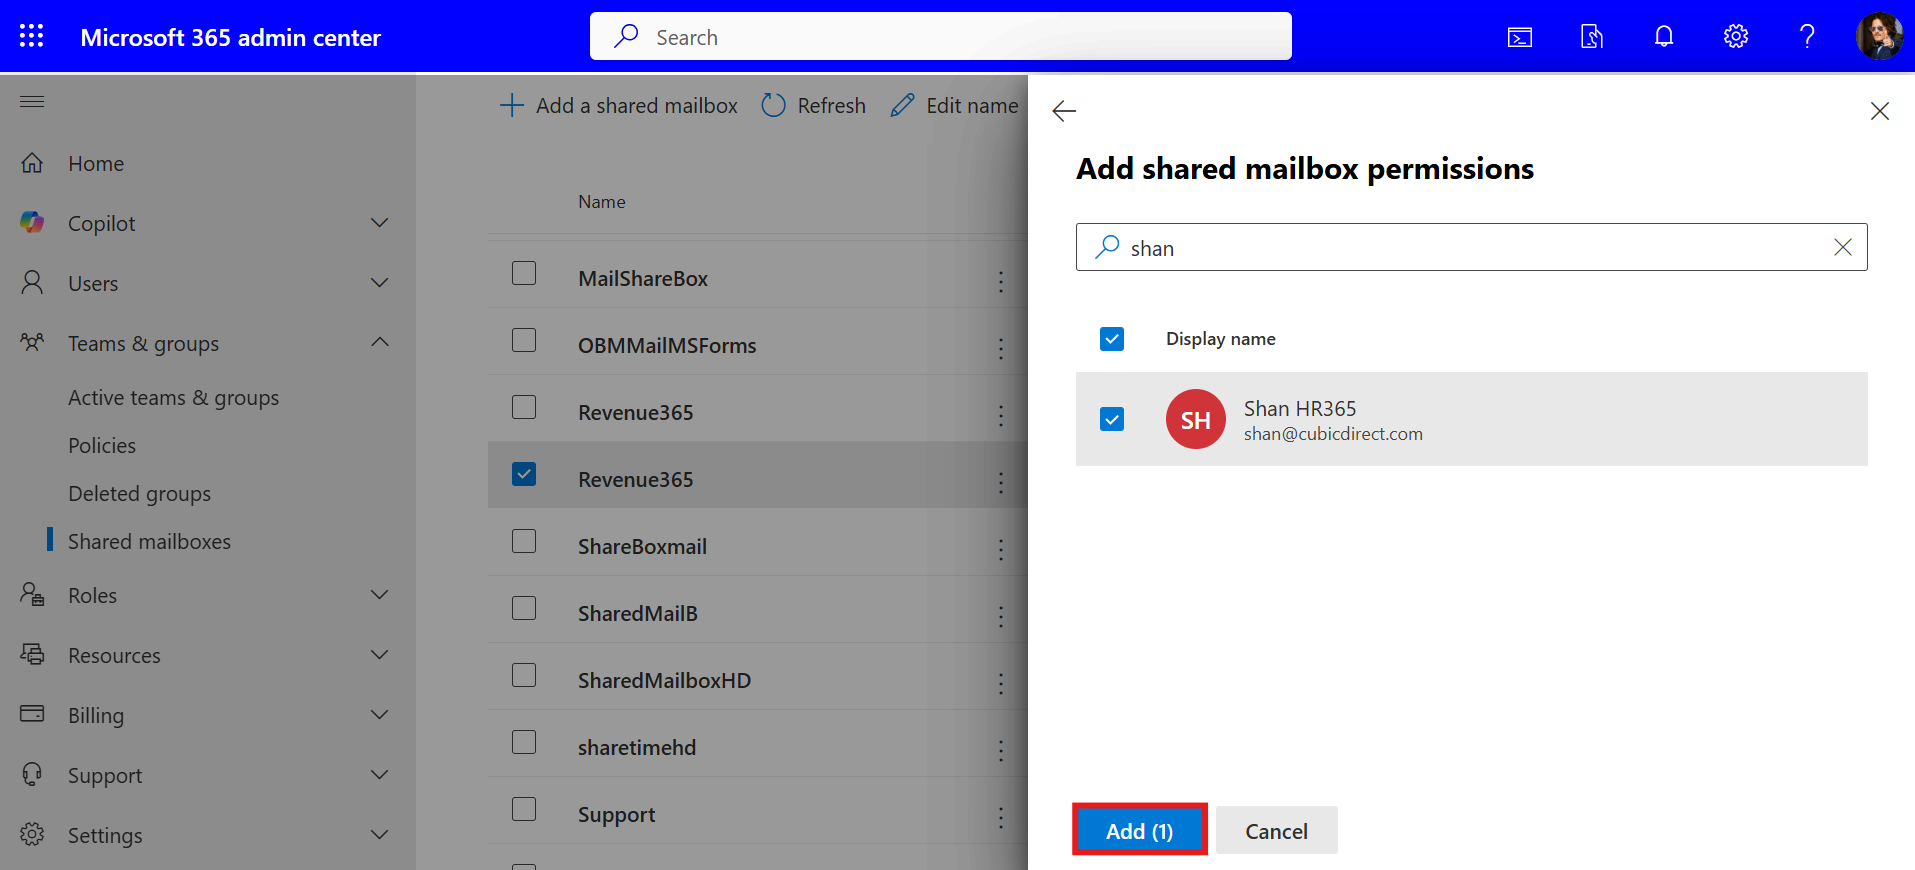 Microsoft 365 admin center
Search
Home
Copilot
Users
Teams & groups
Active teams & groups
Policies
Deleted groups
Shared mailboxes
Roles
Resources
Billing
Support
Settings
Add a shared mailbox
Refresh
Edit name
Name
MailShareBox
OBMMailMSForms
Revenue365
Revenue365
ShareBoxmail
SharedMailB
SharedMailboxHD
sharetimehd
Support
Add shared mailbox permissions
shan
Display name
SH
Shan HR365
shan@cubicdirect.com
Add (1)
Cancel